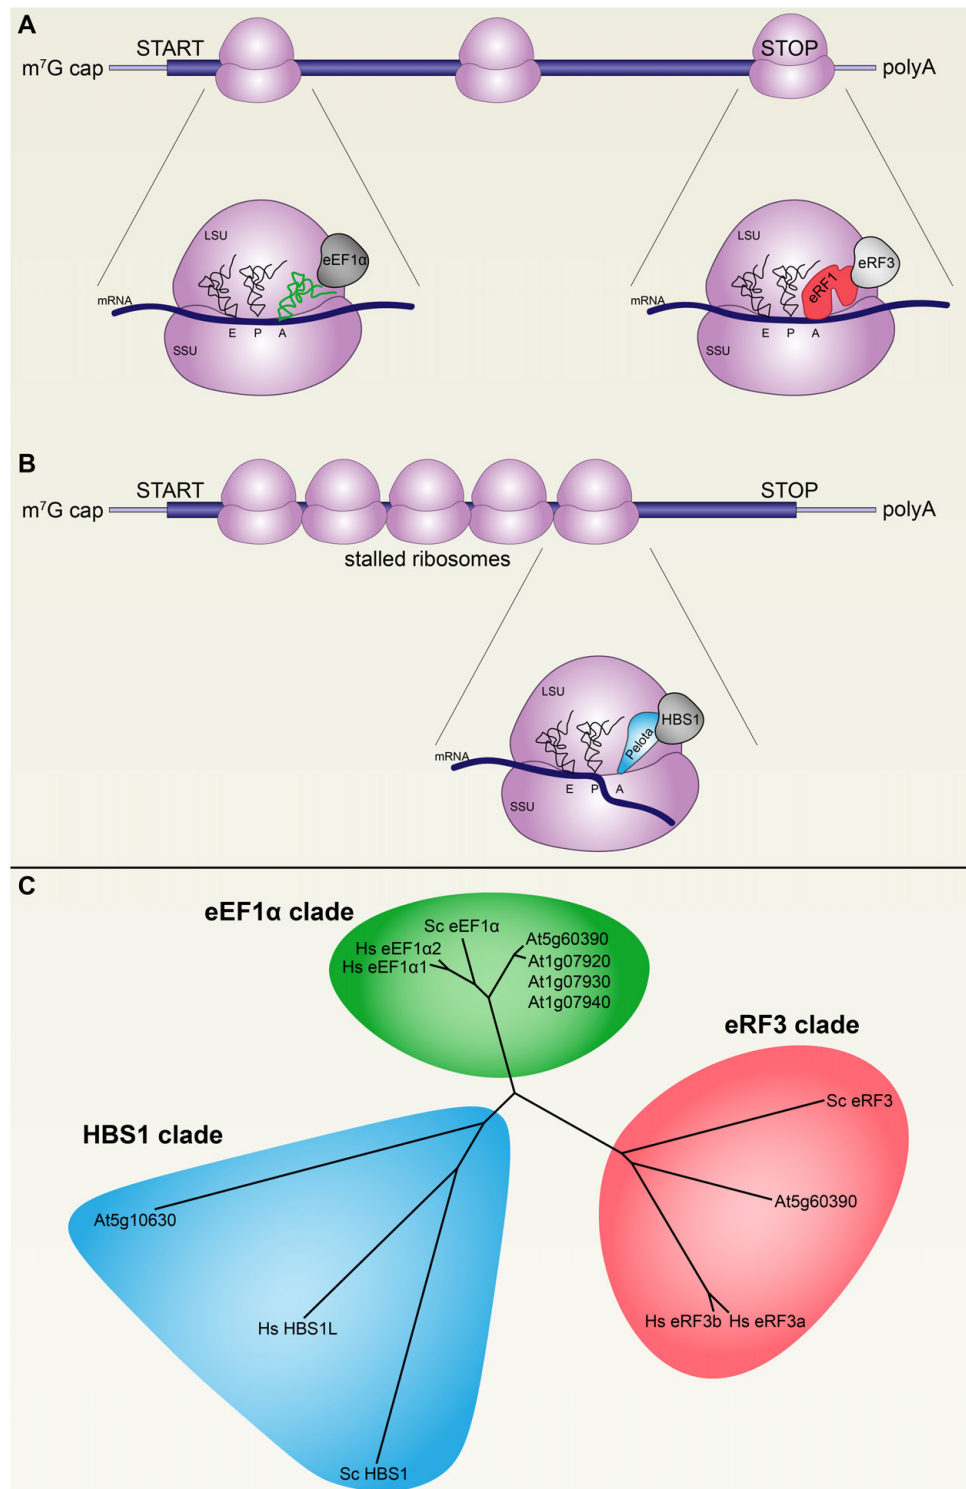 A
START
STOP
m⁷G cap
polyA
LSU
eEF1α
mRNA
E P A
SSU
LSU
eRF3
eRF1
mRNA
E P A
SSU
B
START
STOP
m⁷G cap
polyA
stalled ribosomes
LSU
HBS1
Pelota
mRNA
E P A
SSU
C
eEF1α clade
Sc eEF1α
Hs eEF1α2
Hs eEF1α1
At5g60390
At1g07920
At1g07930
At1g07940
eRF3 clade
Sc eRF3
At5g60390
Hs eRF3b Hs eRF3a
HBS1 clade
At5g10630
Hs HBS1L
Sc HBS1